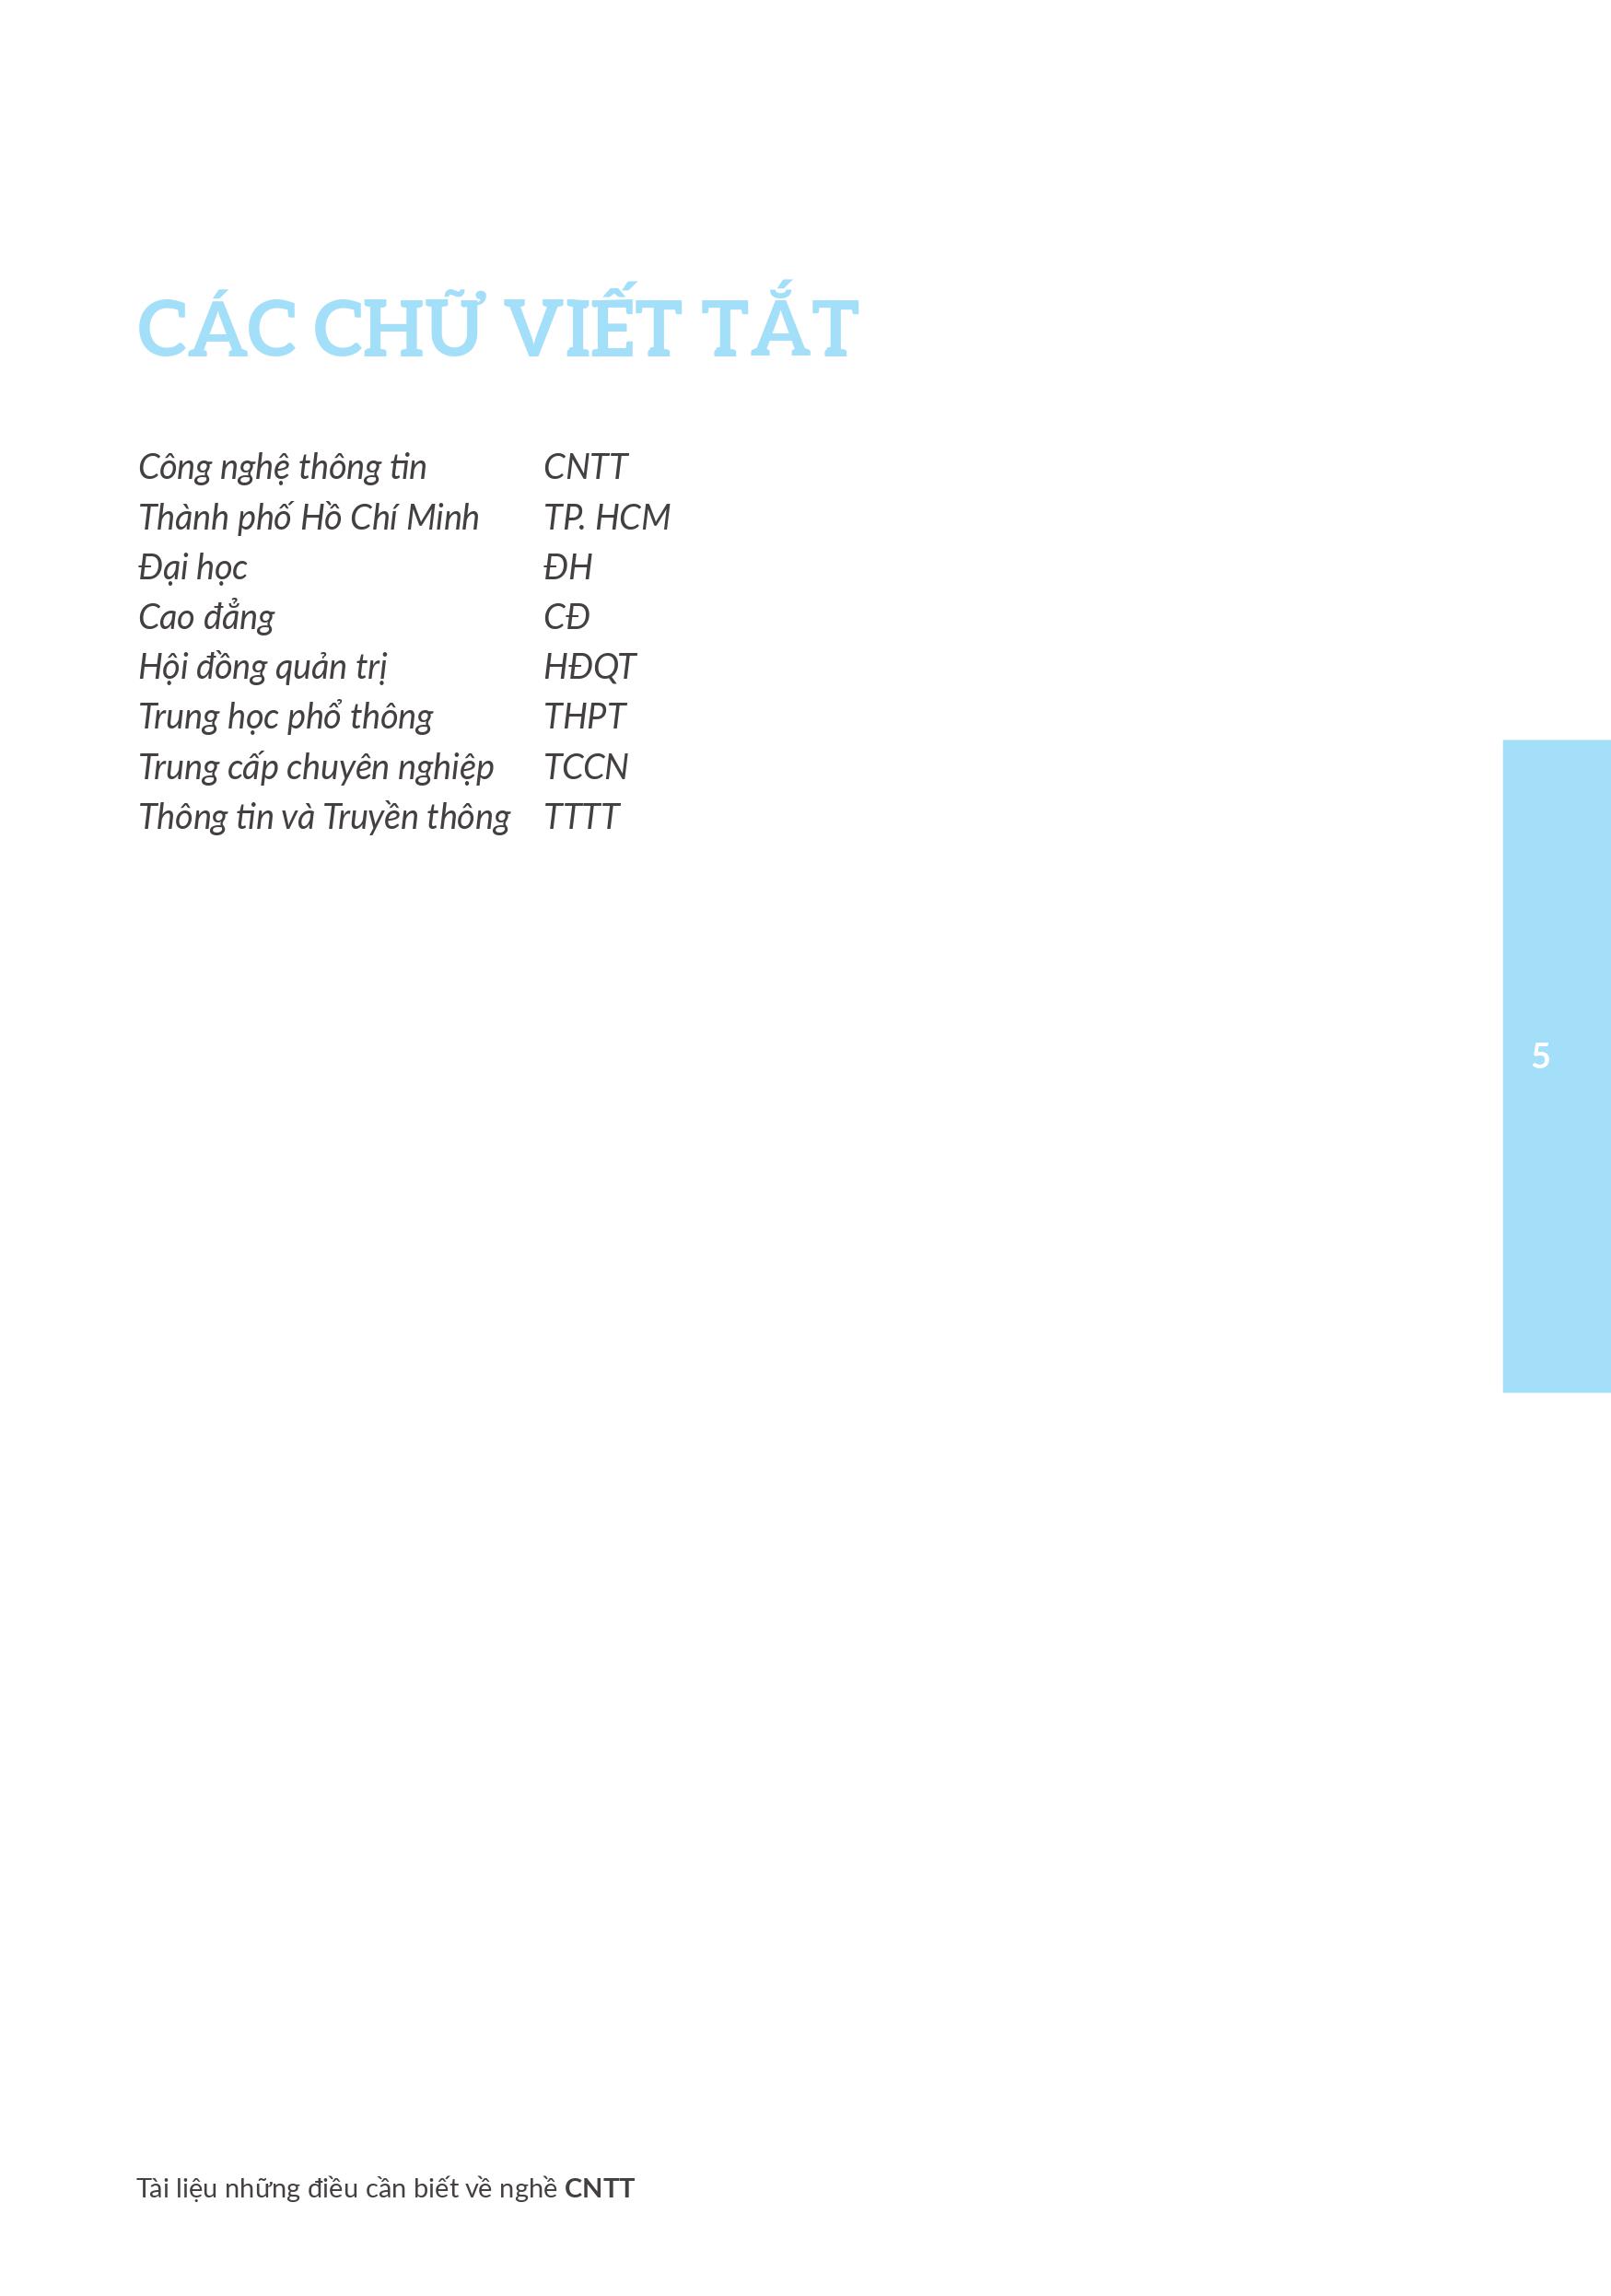 CÁC CHỮ VIẾT TẮT
Công nghệ thông tin CNTT
Thành phố Hồ Chí Minh TP. HCM
Đại học ĐH
Cao đẳng CĐ
Hội đồng quản trị HĐQT
Trung học phổ thông THPT
Trung cấp chuyên nghiệp TCCN
Thông tin và Truyền thông TTTT
5
Tài liệu những điều cần biết về nghề CNTT